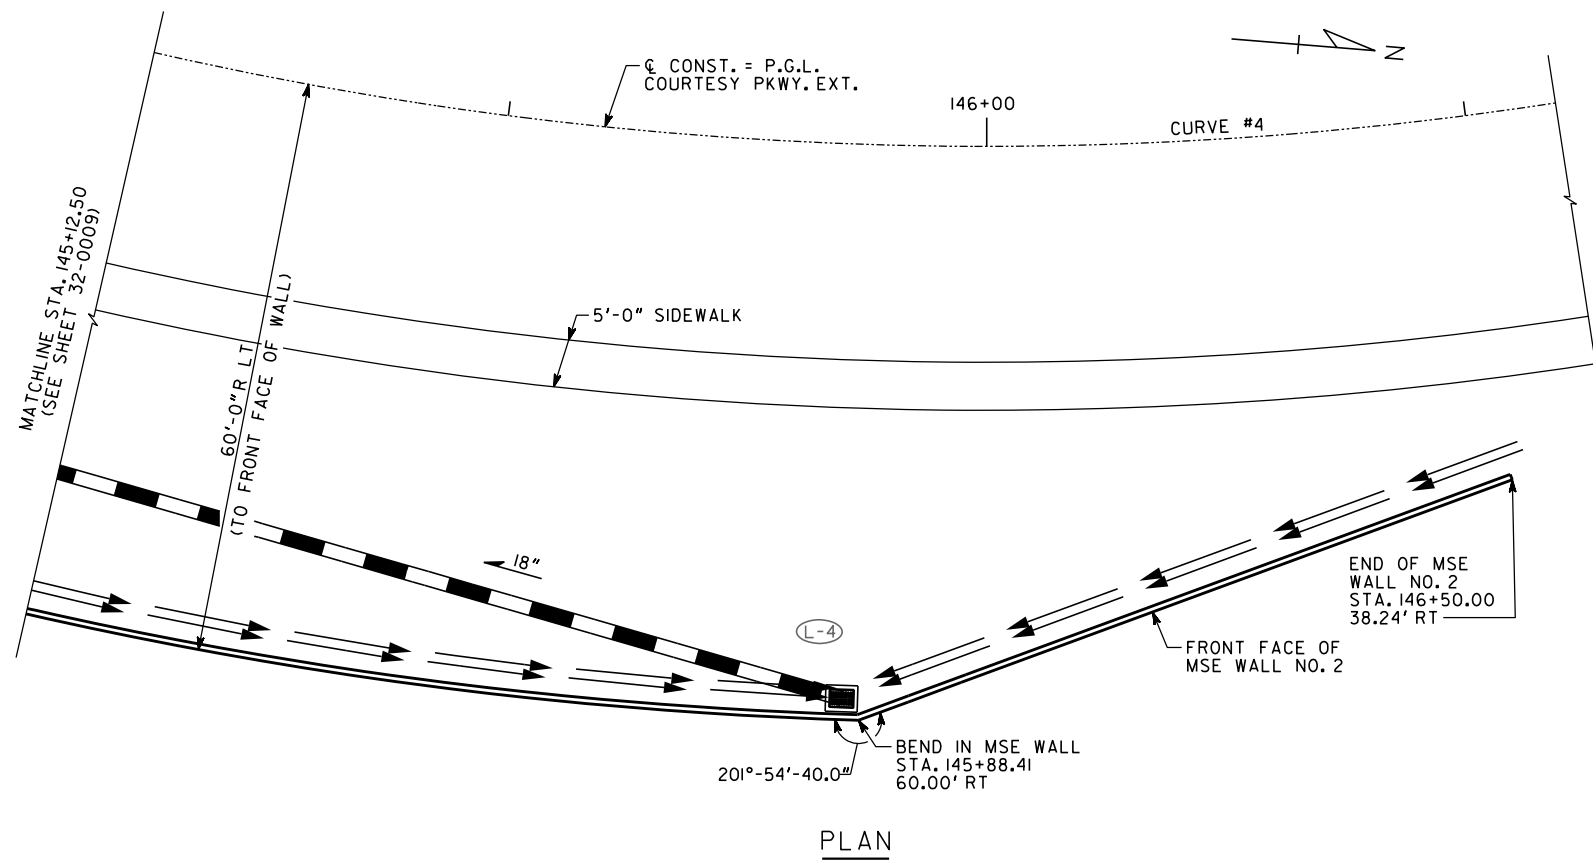 ℄ CONST. = P.G.L.
COURTESY PKWY. EXT.
N
146+00
CURVE #4
MATCHLINE STA. 145+12.50
(SEE SHEET 32-0009)
5'-0" SIDEWALK
60'-0" R LT
(TO FRONT FACE OF WALL)
18"
L-4
END OF MSE
WALL NO. 2
STA. 146+50.00
38.24' RT
FRONT FACE OF
MSE WALL NO. 2
BEND IN MSE WALL
STA. 145+88.41
60.00' RT
201°-54'-40.0"
PLAN